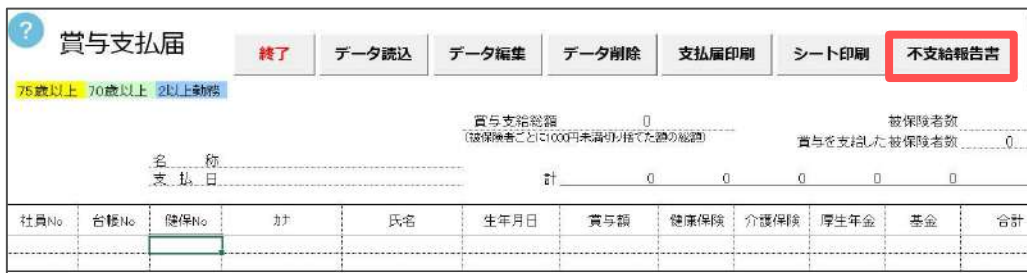 ?
賞与支払届
終了 データ読込 データ編集 データ削除 支払届印刷 シート印刷 不支給報告書
75歳以上 70歳以上 2以上勤務
賞与支給総額 0 被保険者数
(被保険者ごとに1000円未満切り捨てた額の総額) 賞与を支給した被保険者数 0
名 称
支 払 日 計 0 0 0 0 0
社員No 台帳No 健保No カナ 氏名 生年月日 賞与額 健康保険 介護保険 厚生年金 基金 合計